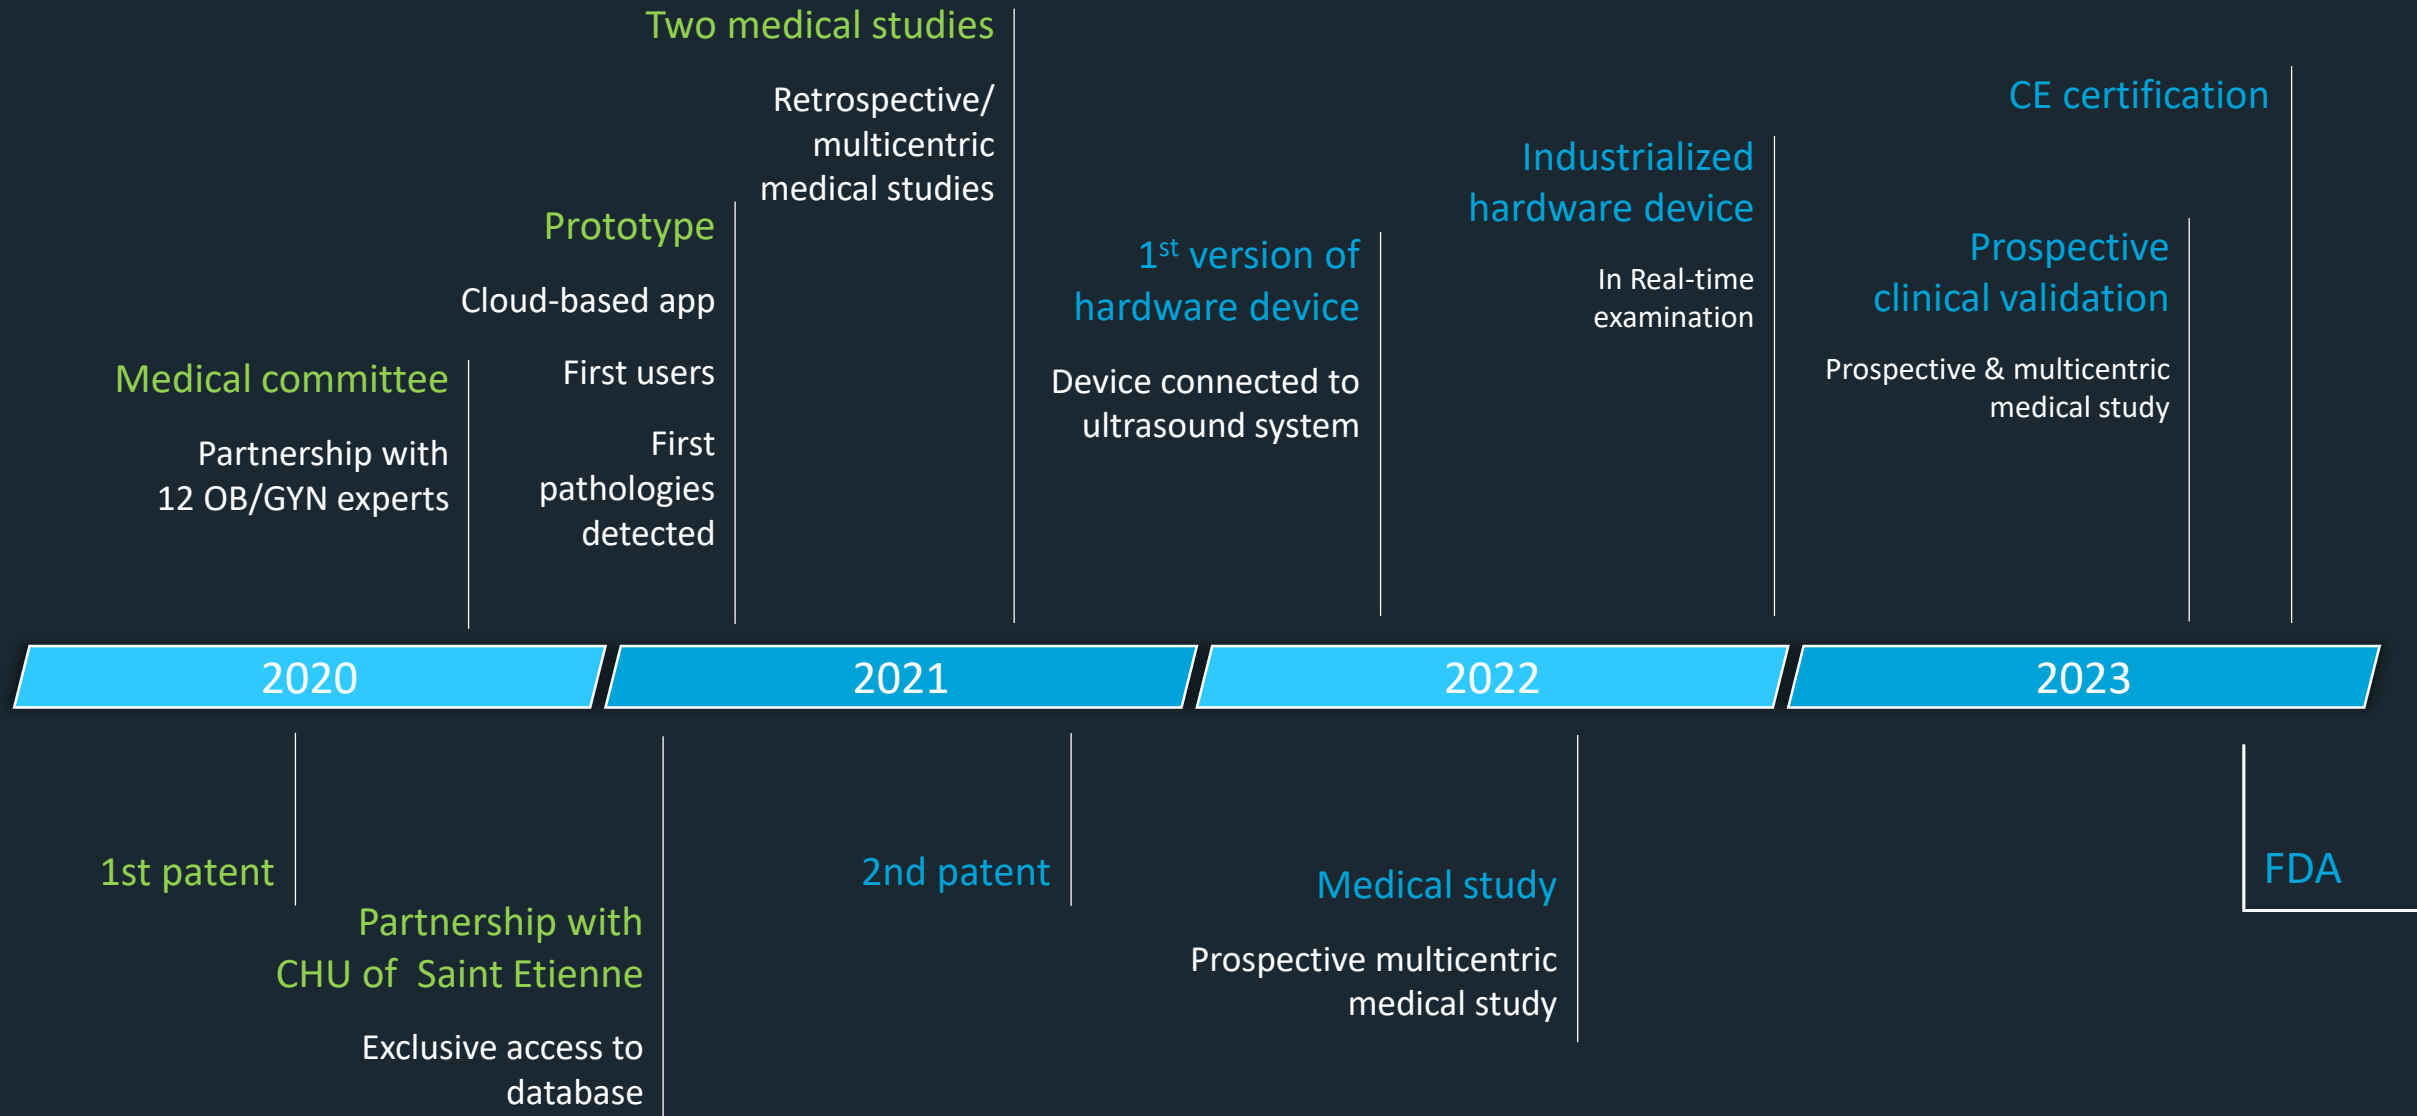 Two medical studies
Retrospective/
multicentric
medical studies
CE certification
Industrialized
hardware device
In Real-time
examination
Prototype
Cloud-based app
First users
First
pathologies
detected
1st version of
hardware device
Device connected to
ultrasound system
Prospective
clinical validation
Prospective & multicentric
medical study
Medical committee
Partnership with
12 OB/GYN experts
2020
2021
2022
2023
1st patent
Partnership with
CHU of  Saint Etienne
Exclusive access to
database
2nd patent
Medical study
Prospective multicentric
medical study
FDA